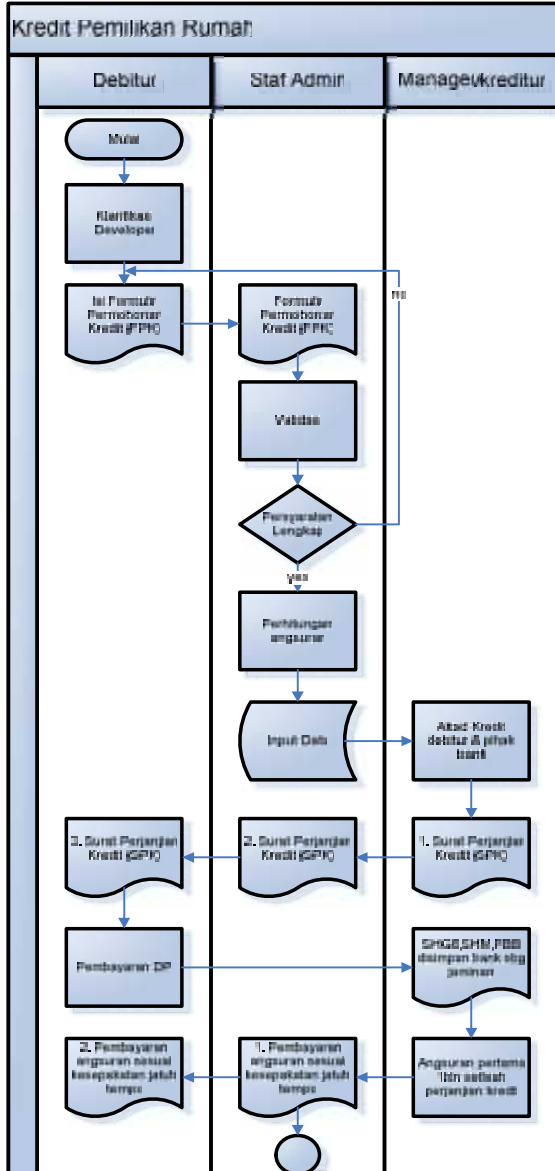 Kredit Pemilikan Rumah
Debitur
Staf Admin
Manager/kreditur
Mulai
Klarifikasi
Developer
Isi Formulir
Permohonan
Kredit (FPK)
Formulir
Permohonan
Kredit (FPK)
no
Validasi
Persyaratan
Lengkap
yes
Perhitungan
angsuran
Input Data
Akad Kredit
debitur & pihak
bank
3. Surat Perjanjian
Kredit (SPK)
2. Surat Perjanjian
Kredit (SPK)
1. Surat Perjanjian
Kredit (SPK)
Pembayaran DP
SHGB,SHM,PBB
disimpan bank sbg
jaminan
2. Pembayaran
angsuran sesuai
kesepakatan jatuh
tempo
1. Pembayaran
angsuran sesuai
kesepakatan jatuh
tempo
Angsuran pertama
1bln setelah
perjanjian kredit